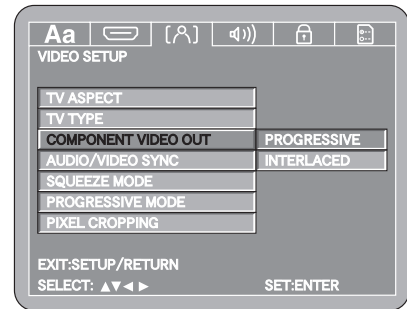 Aa
VIDEO SETUP
TV ASPECT
TV TYPE
COMPONENT VIDEO OUT PROGRESSIVE
AUDIO/VIDEO SYNC INTERLACED
SQUEEZE MODE
PROGRESSIVE MODE
PIXEL CROPPING
EXIT:SETUP/RETURN
SELECT: ▲▼◄ ► SET:ENTER